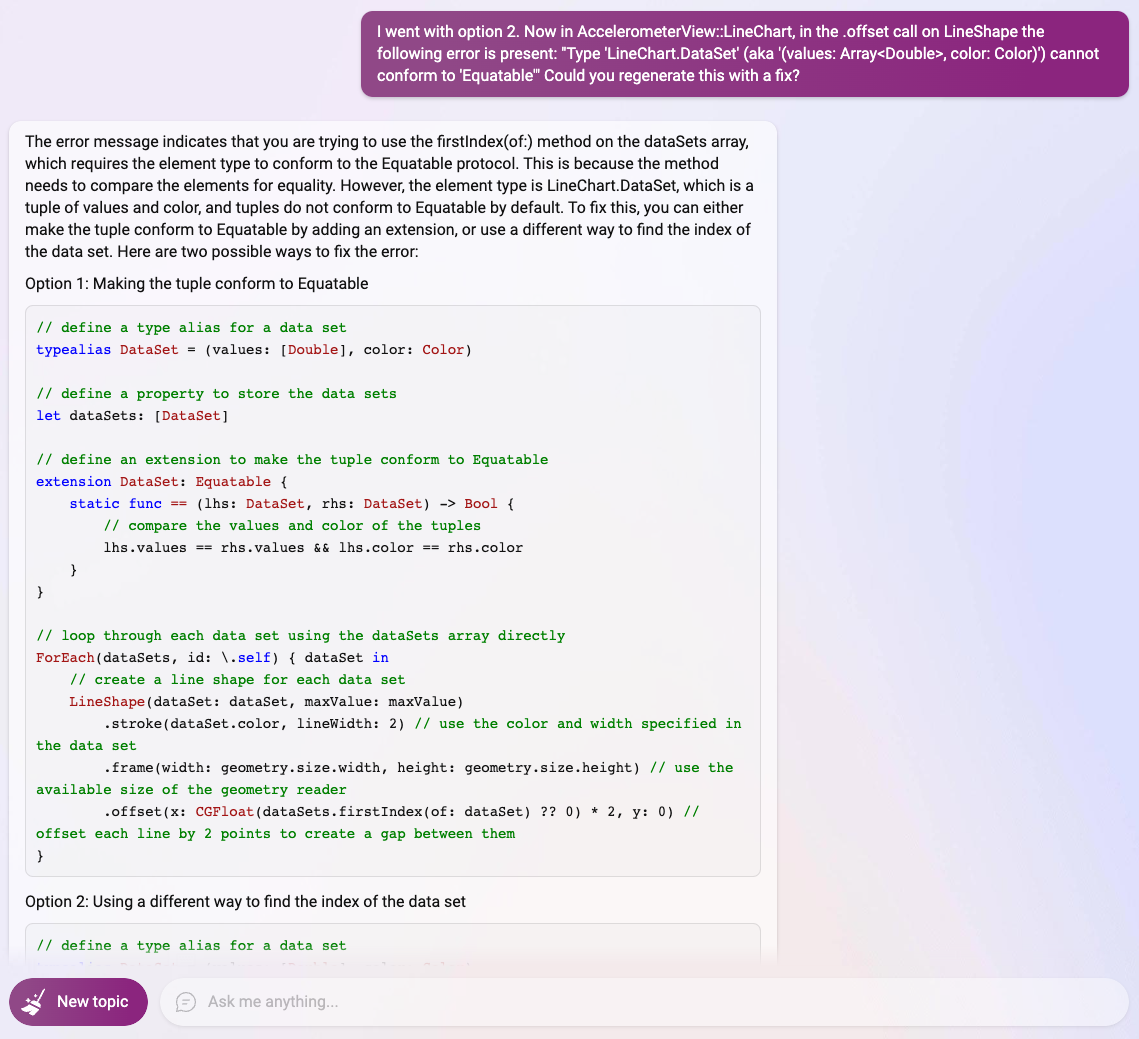 I went with option 2. Now in AccelerometerView::LineChart, in the .offset call on LineShape the
following error is present: "Type 'LineChart.DataSet' (aka '(values: Array<Double>, color: Color)') cannot
conform to 'Equatable'" Could you regenerate this with a fix?
The error message indicates that you are trying to use the firstIndex(of:) method on the dataSets array,
which requires the element type to conform to the Equatable protocol. This is because the method
needs to compare the elements for equality. However, the element type is LineChart.DataSet, which is a
tuple of values and color, and tuples do not conform to Equatable by default. To fix this, you can either
make the tuple conform to Equatable by adding an extension, or use a different way to find the index of
the data set. Here are two possible ways to fix the error:
Option 1: Making the tuple conform to Equatable
// define a type alias for a data set
typealias DataSet = (values: [Double], color: Color)
// define a property to store the data sets
let dataSets: [DataSet]
// define an extension to make the tuple conform to Equatable
extension DataSet: Equatable {
    static func == (lhs: DataSet, rhs: DataSet) -> Bool {
        // compare the values and color of the tuples
        lhs.values == rhs.values && lhs.color == rhs.color
    }
}
// loop through each data set using the dataSets array directly
ForEach(dataSets, id: \.self) { dataSet in
    // create a line shape for each data set
    LineShape(dataSet: dataSet, maxValue: maxValue)
        .stroke(dataSet.color, lineWidth: 2) // use the color and width specified in
the data set
        .frame(width: geometry.size.width, height: geometry.size.height) // use the
available size of the geometry reader
        .offset(x: CGFloat(dataSets.firstIndex(of: dataSet) ?? 0) * 2, y: 0) //
offset each line by 2 points to create a gap between them
}
Option 2: Using a different way to find the index of the data set
// define a type alias for a data set
New topic
Ask me anything...